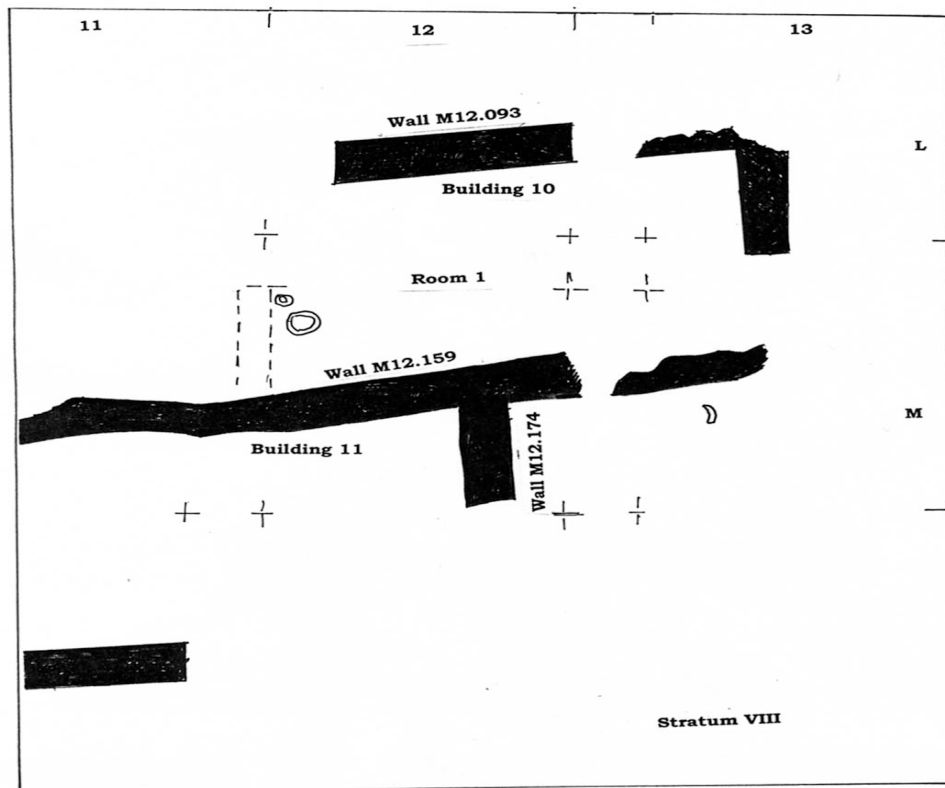 11 12 13
Wall M12.093
L
Building 10
Room 1
Wall M12.159
M
Building 11
Wall M12.174
Stratum VIII